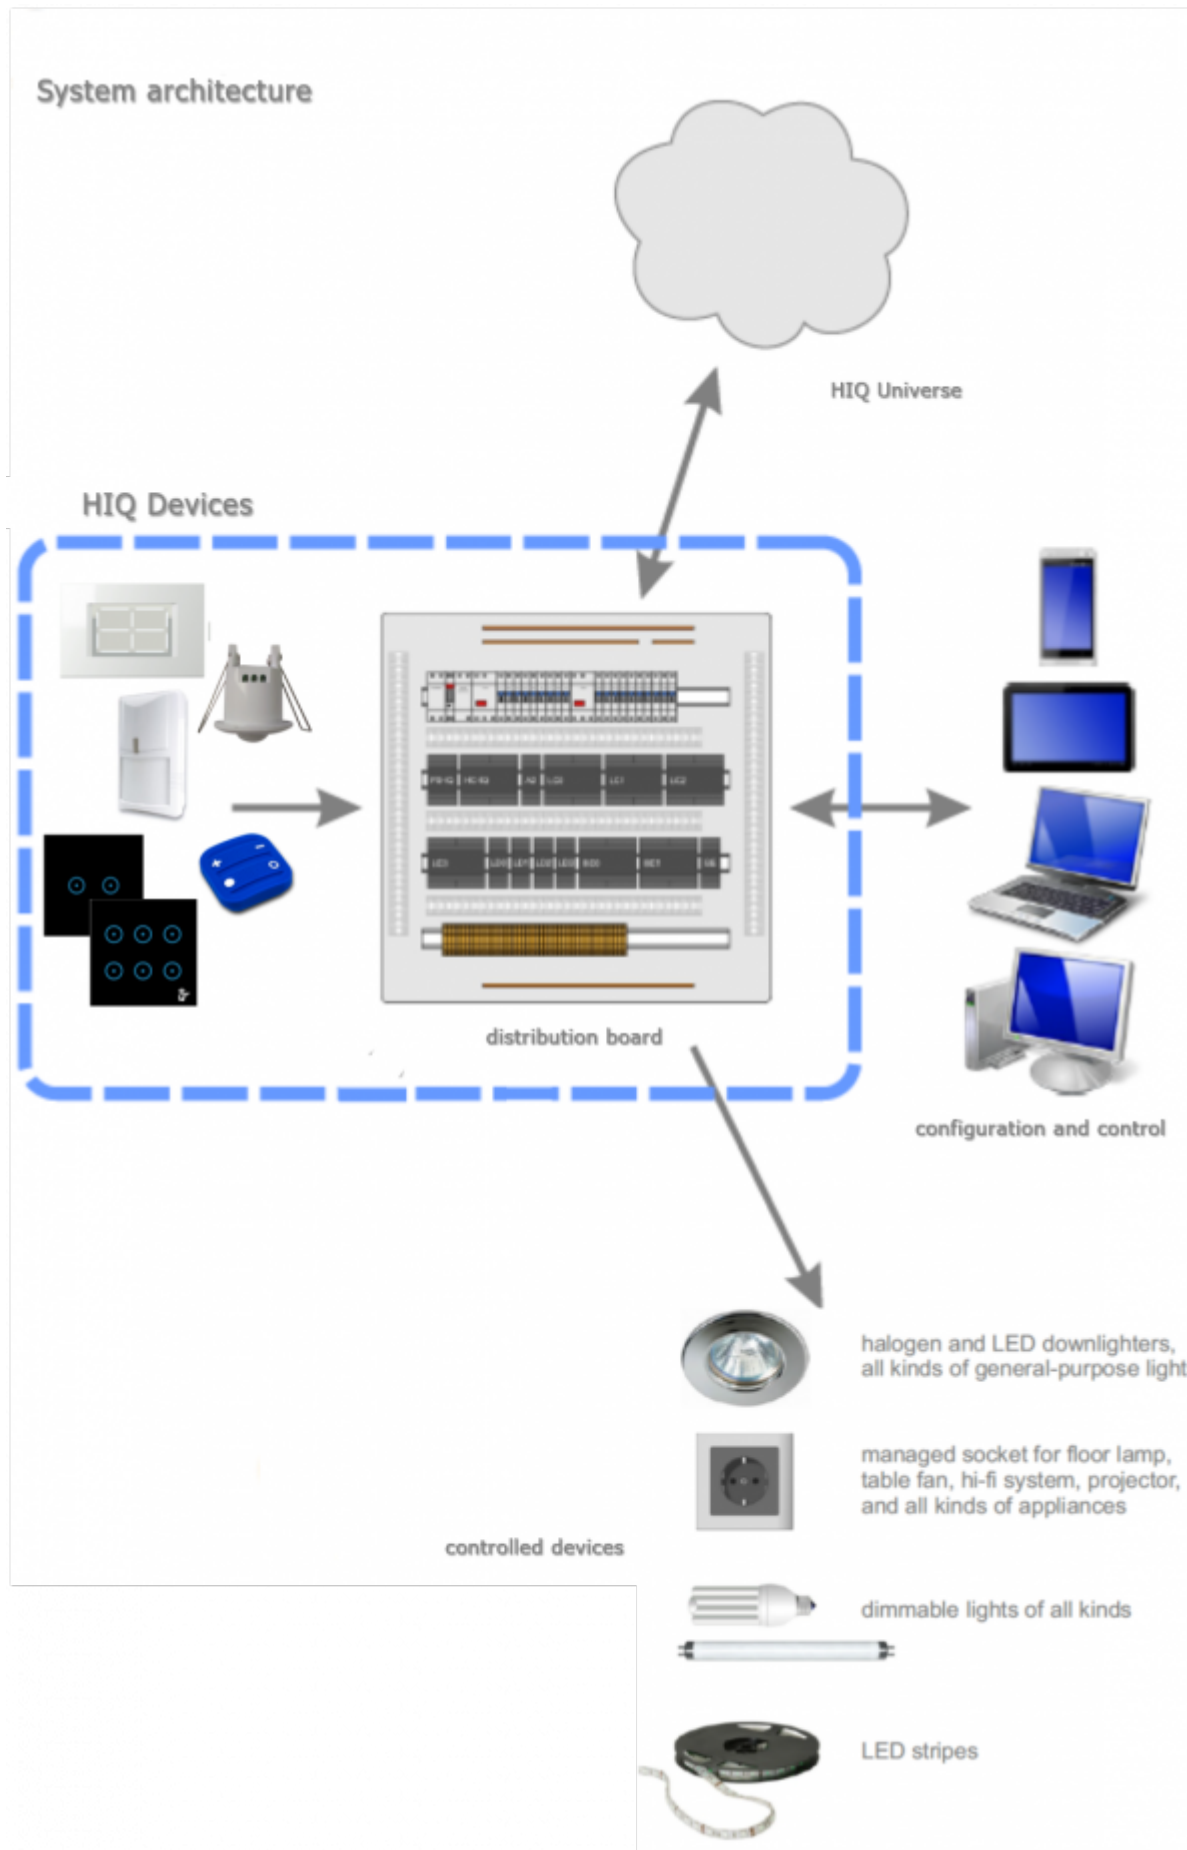 System architecture
HIQ Universe
HIQ Devices
LC1
LC2
distribution board
configuration and control
halogen and LED downlighters,
all kinds of general-purpose light
managed socket for floor lamp,
table fan, hi-fi system, projector,
and all kinds of appliances
controlled devices
dimmable lights of all kinds
LED stripes